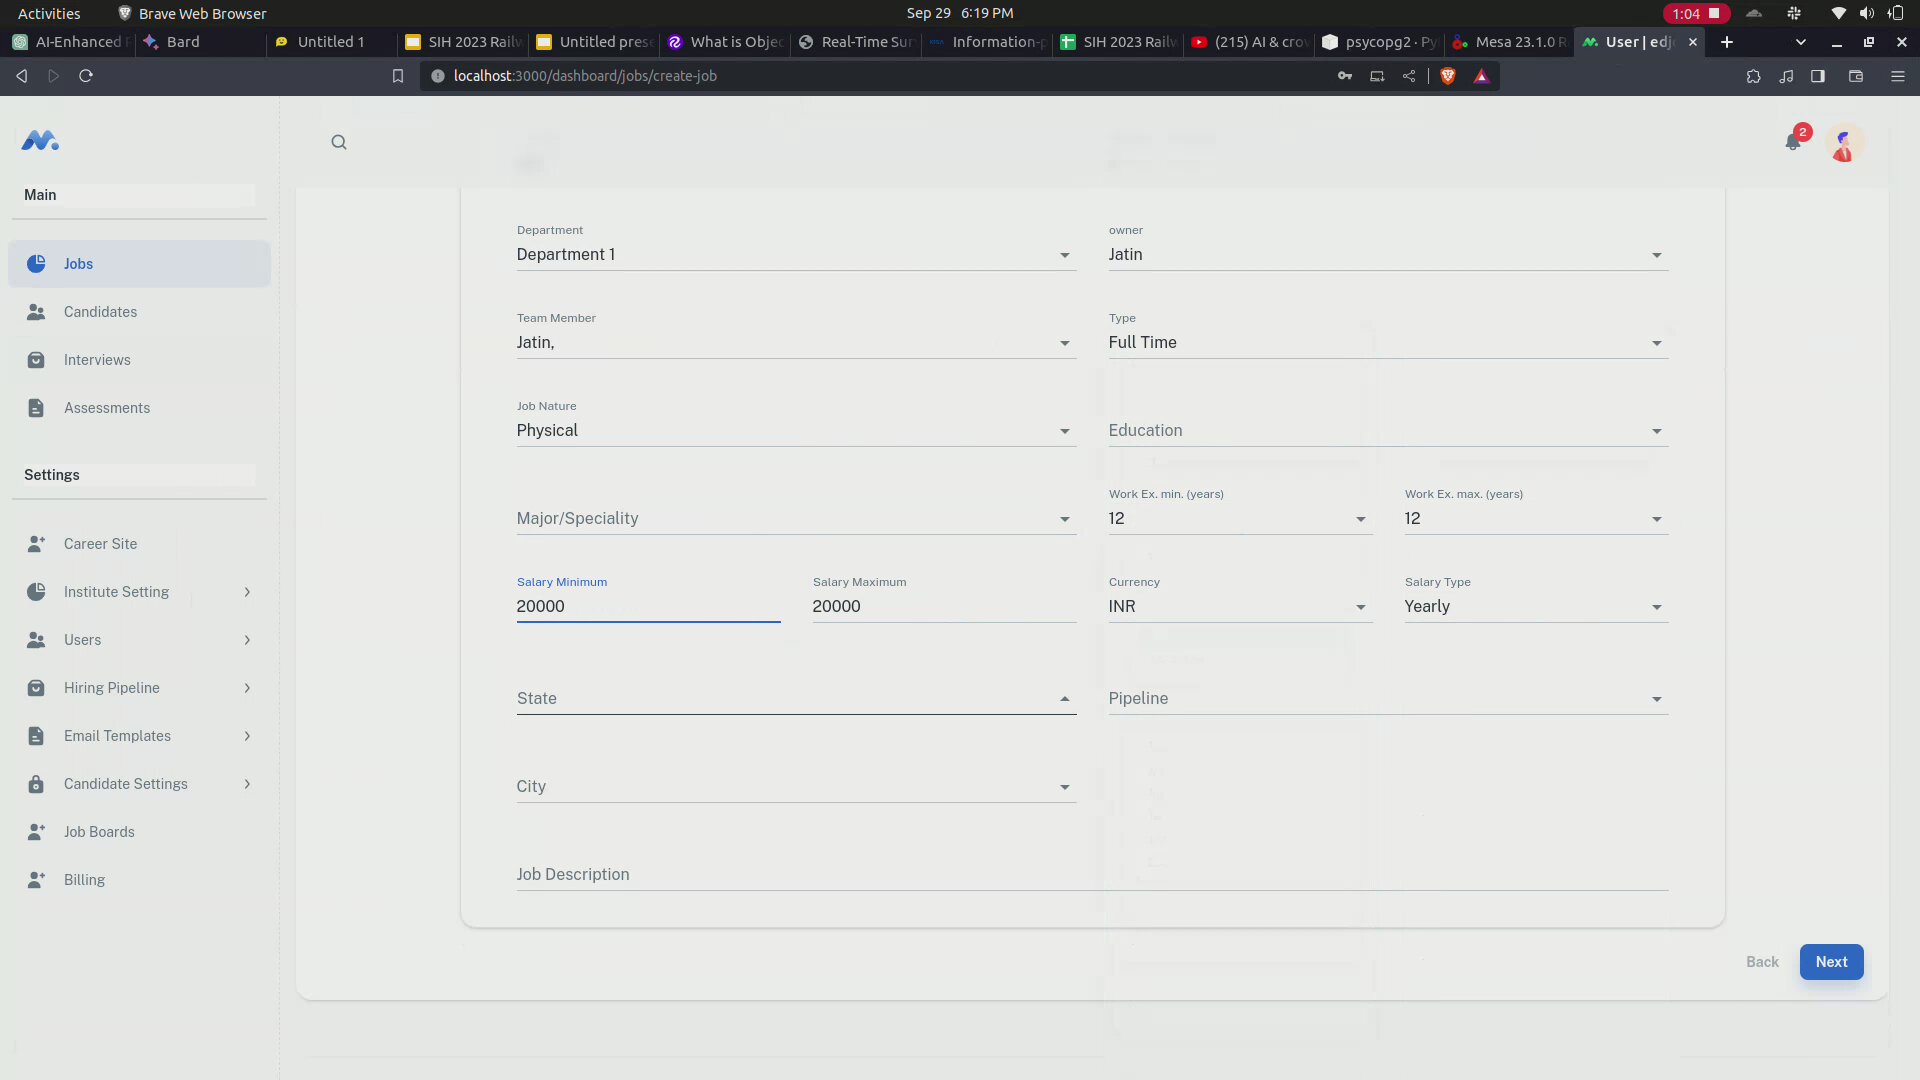 Activities Brave Web Browser Sep 29 6:19 PM 1:04
AI-Enhanced Bard Untitled 1 SIH 2023 Railw Untitled prese What is Objec Real-Time Sur Information-p SIH 2023 Railw (215) AI & crow psycopg2 · Py Mesa 23.1.0 R User | edjo
localhost:3000/dashboard/jobs/create-job
2
Main
Jobs
Candidates
Interviews
Assessments
Settings
Career Site
Institute Setting
Users
Hiring Pipeline
Email Templates
Candidate Settings
Job Boards
Billing
Department owner
Department 1 Jatin
Team Member Type
Jatin, Full Time
Job Nature
Physical Education
Work Ex. min. (years) Work Ex. max. (years)
Major/Speciality 12 12
Salary Minimum Salary Maximum Currency Salary Type
20000 20000 INR Yearly
State Pipeline
City
Job Description
Back Next